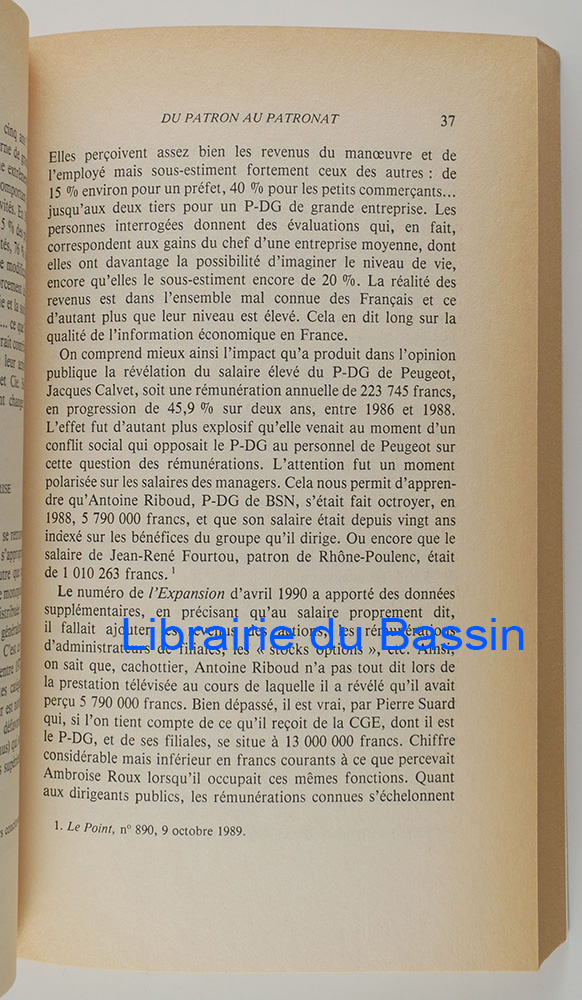 DU PATRON AU PATRONAT 37
Elles perçoivent assez bien les revenus du manœuvre et de
l'employé mais sous-estiment fortement ceux des autres : de
15 % environ pour un préfet, 40 % pour les petits commerçants...
jusqu'aux deux tiers pour un P-DG de grande entreprise. Les
personnes interrogées donnent des évaluations qui, en fait,
correspondent aux gains du chef d'une entreprise moyenne, dont
elles ont davantage la possibilité d'imaginer le niveau de vie,
encore qu'elles le sous-estiment encore de 20 %. La réalité des
revenus est dans l'ensemble mal connue des Français et ce
d'autant plus que leur niveau est élevé. Cela en dit long sur la
qualité de l'information économique en France.
On comprend mieux ainsi l'impact qu'a produit dans l'opinion
publique la révélation du salaire élevé du P-DG de Peugeot,
Jacques Calvet, soit une rémunération annuelle de 223 745 francs,
en progression de 45,9 % sur deux ans, entre 1986 et 1988.
L'effet fut d'autant plus explosif qu'elle venait au moment d'un
conflit social qui opposait le P-DG au personnel de Peugeot sur
cette question des rémunérations. L'attention fut un moment
polarisée sur les salaires des managers. Cela nous permit d'appren-
dre qu'Antoine Riboud, P-DG de BSN, s'était fait octroyer, en
1988, 5 790 000 francs, et que son salaire était depuis vingt ans
indexé sur les bénéfices du groupe qu'il dirige. Ou encore que le
salaire de Jean-René Fourtou, patron de Rhône-Poulenc, était
de 1 010 263 francs. 1
Le numéro de l'Expansion d'avril 1990 a apporté des données
supplémentaires, en précisant qu'au salaire proprement dit,
il fallait ajouter les revenus des actions, les rémunérations
Librairie du Bassin
d'administrateurs de filiales, les « stocks options », etc. Ainsi,
on sait que, cachottier, Antoine Riboud n'a pas tout dit lors de
la prestation télévisée au cours de laquelle il a révélé qu'il avait
perçu 5 790 000 francs. Bien dépassé, il est vrai, par Pierre Suard
qui, si l'on tient compte de ce qu'il reçoit de la CGE, dont il est
le P-DG, et de ses filiales, se situe à 13 000 000 francs. Chiffre
considérable mais inférieur en francs courants à ce que percevait
Ambroise Roux lorsqu'il occupait ces mêmes fonctions. Quant
aux dirigeants publics, les rémunérations connues s'échelonnent
1. Le Point, n° 890, 9 octobre 1989.